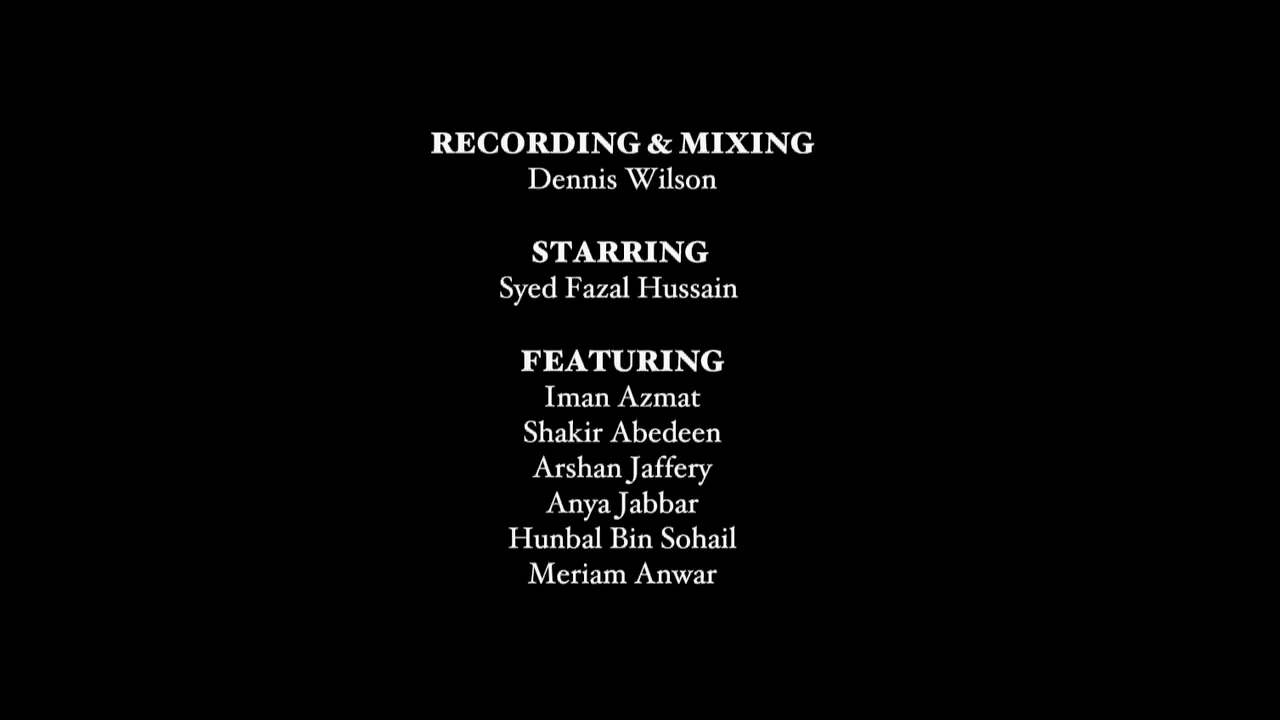 RECORDING & MIXING
Dennis Wilson
STARRING
Syed Fazal Hussain
FEATURING
Iman Azmat
Shakir Abedeen
Arshan Jaffery
Anya Jabbar
Hunbal Bin Sohail
Meriam Anwar